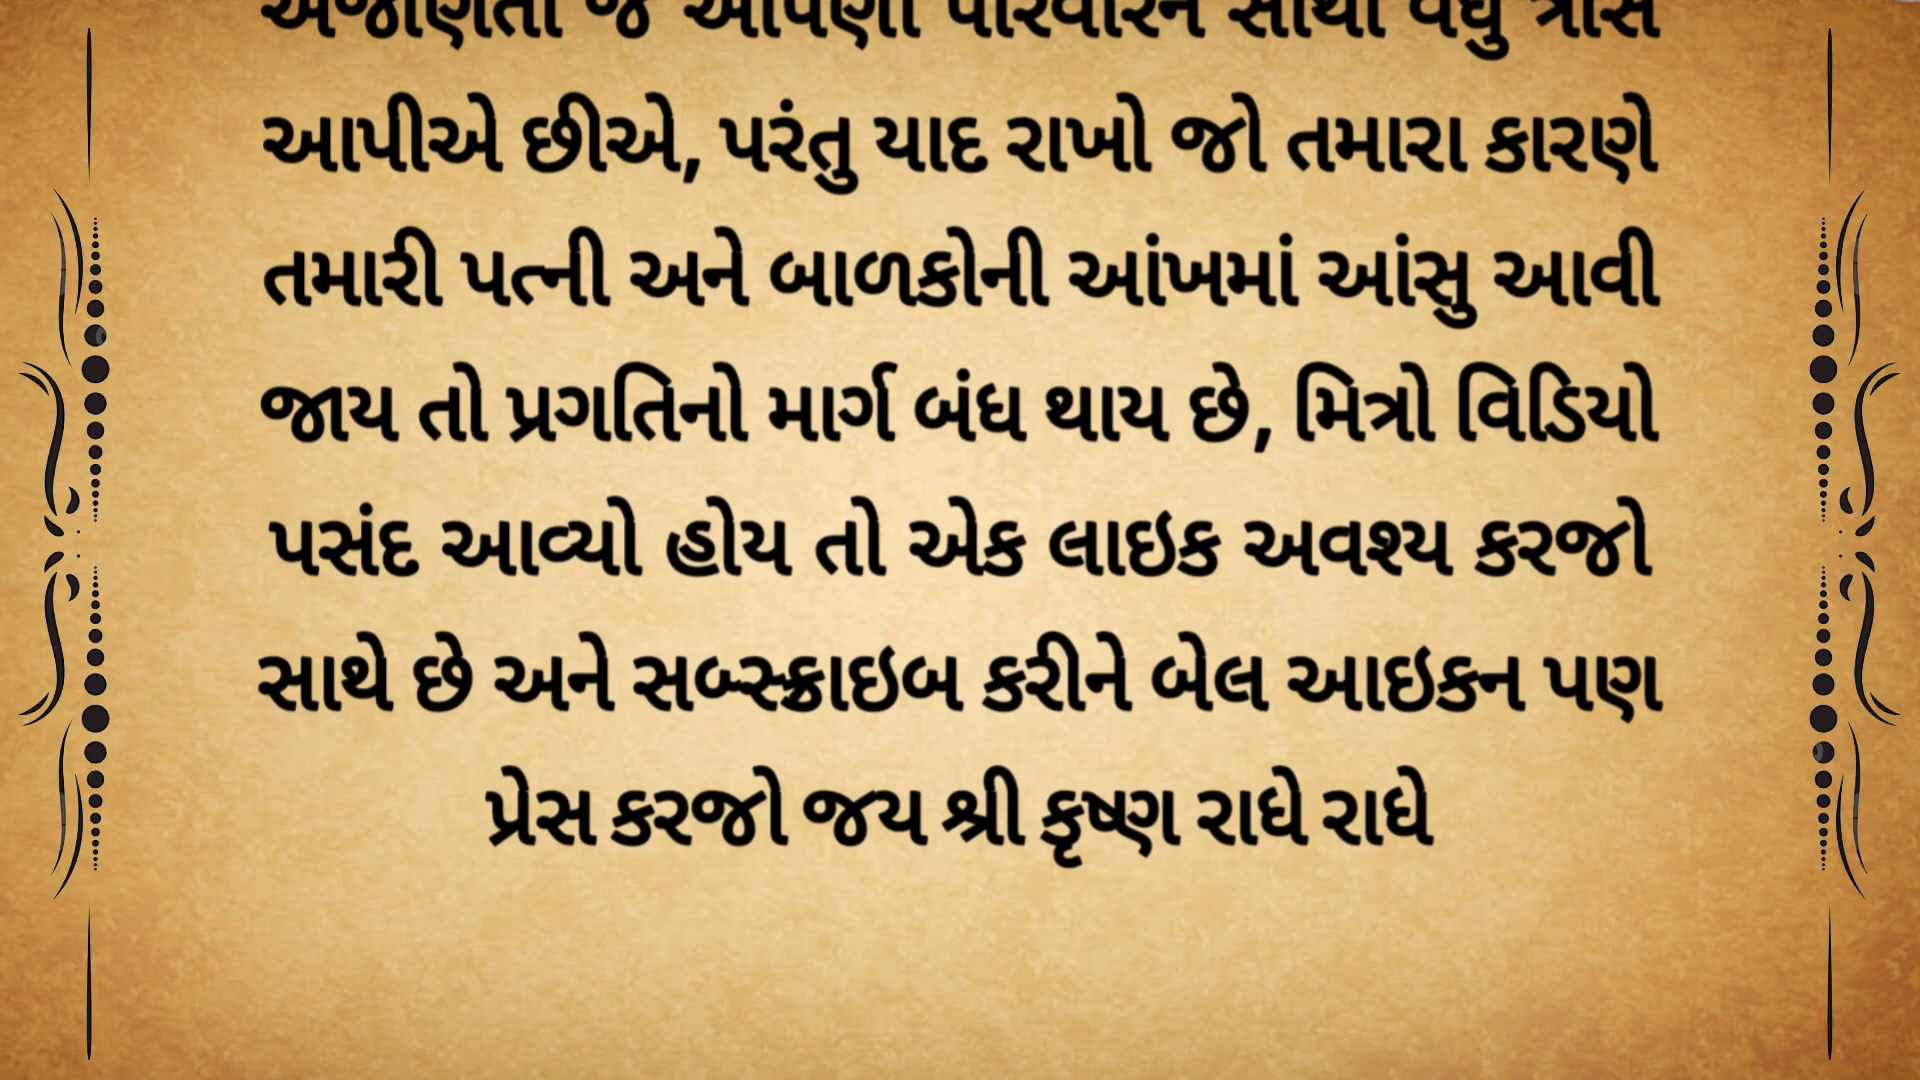 આપીએ છીએ, પરંતુ યાદ રાખો જો તમારા કારણે
તમારી પત્ની અને બાળકોની આંખમાં આંસુ આવી
જાય તો પ્રગતિનો માર્ગ બંધ થાય છે, મિત્રો વિડિયો
પસંદ આવ્યો હોય તો એક લાઇક અવશ્ય કરજો
સાથે છે અને સબ્સ્ક્રાઇબ કરીને બેલ આઇકન પણ
પ્રેસ કરજો જય શ્રી કૃષ્ણ રાધે રાધે